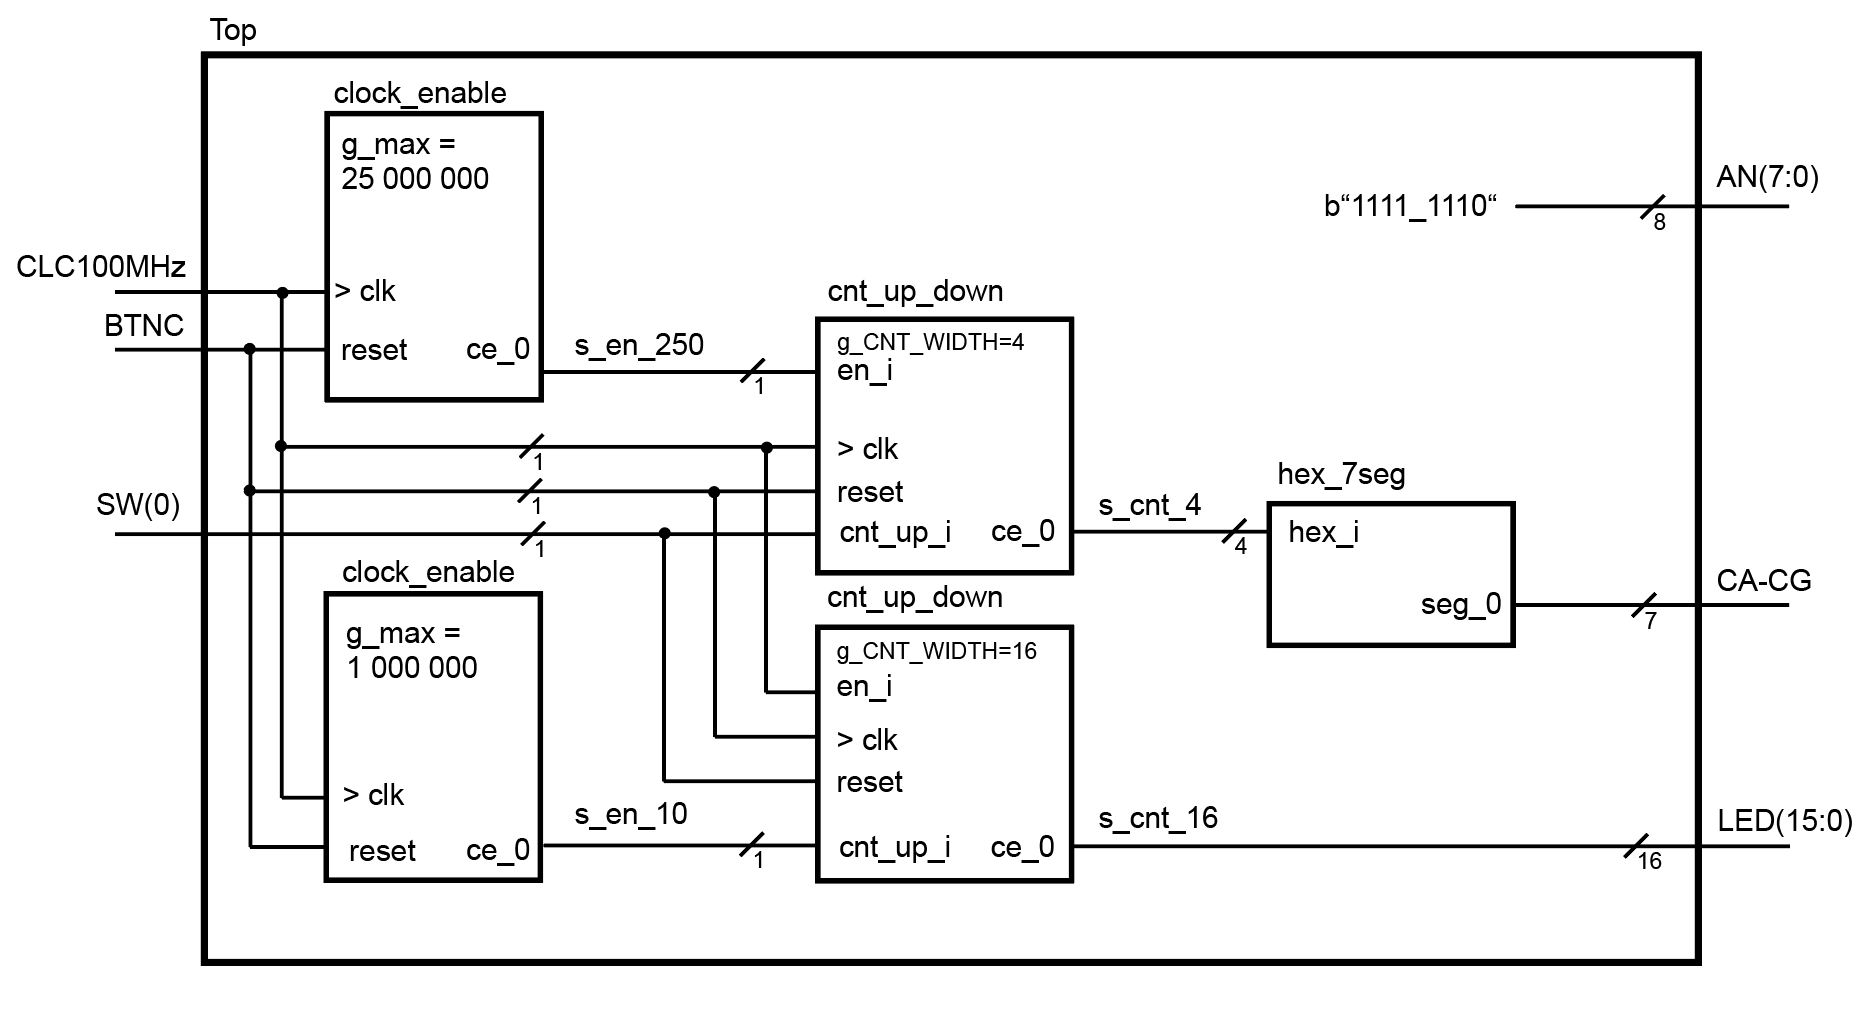 Top
clock_enable
g_max =
25 000 000
> clk
reset
ce_0
CLC100MHz
BTNC
SW(0)
s_en_250
1
1
1
1
clock_enable
g_max =
1 000 000
> clk
reset
ce_0
s_en_10
1
cnt_up_down
g_CNT_WIDTH=4
en_i
> clk
reset
cnt_up_i
ce_0
cnt_up_down
g_CNT_WIDTH=16
en_i
> clk
reset
cnt_up_i
ce_0
s_cnt_4
4
hex_7seg
hex_i
seg_0
s_cnt_16
16
b“1111_1110“
8
AN(7:0)
7
CA-CG
LED(15:0)